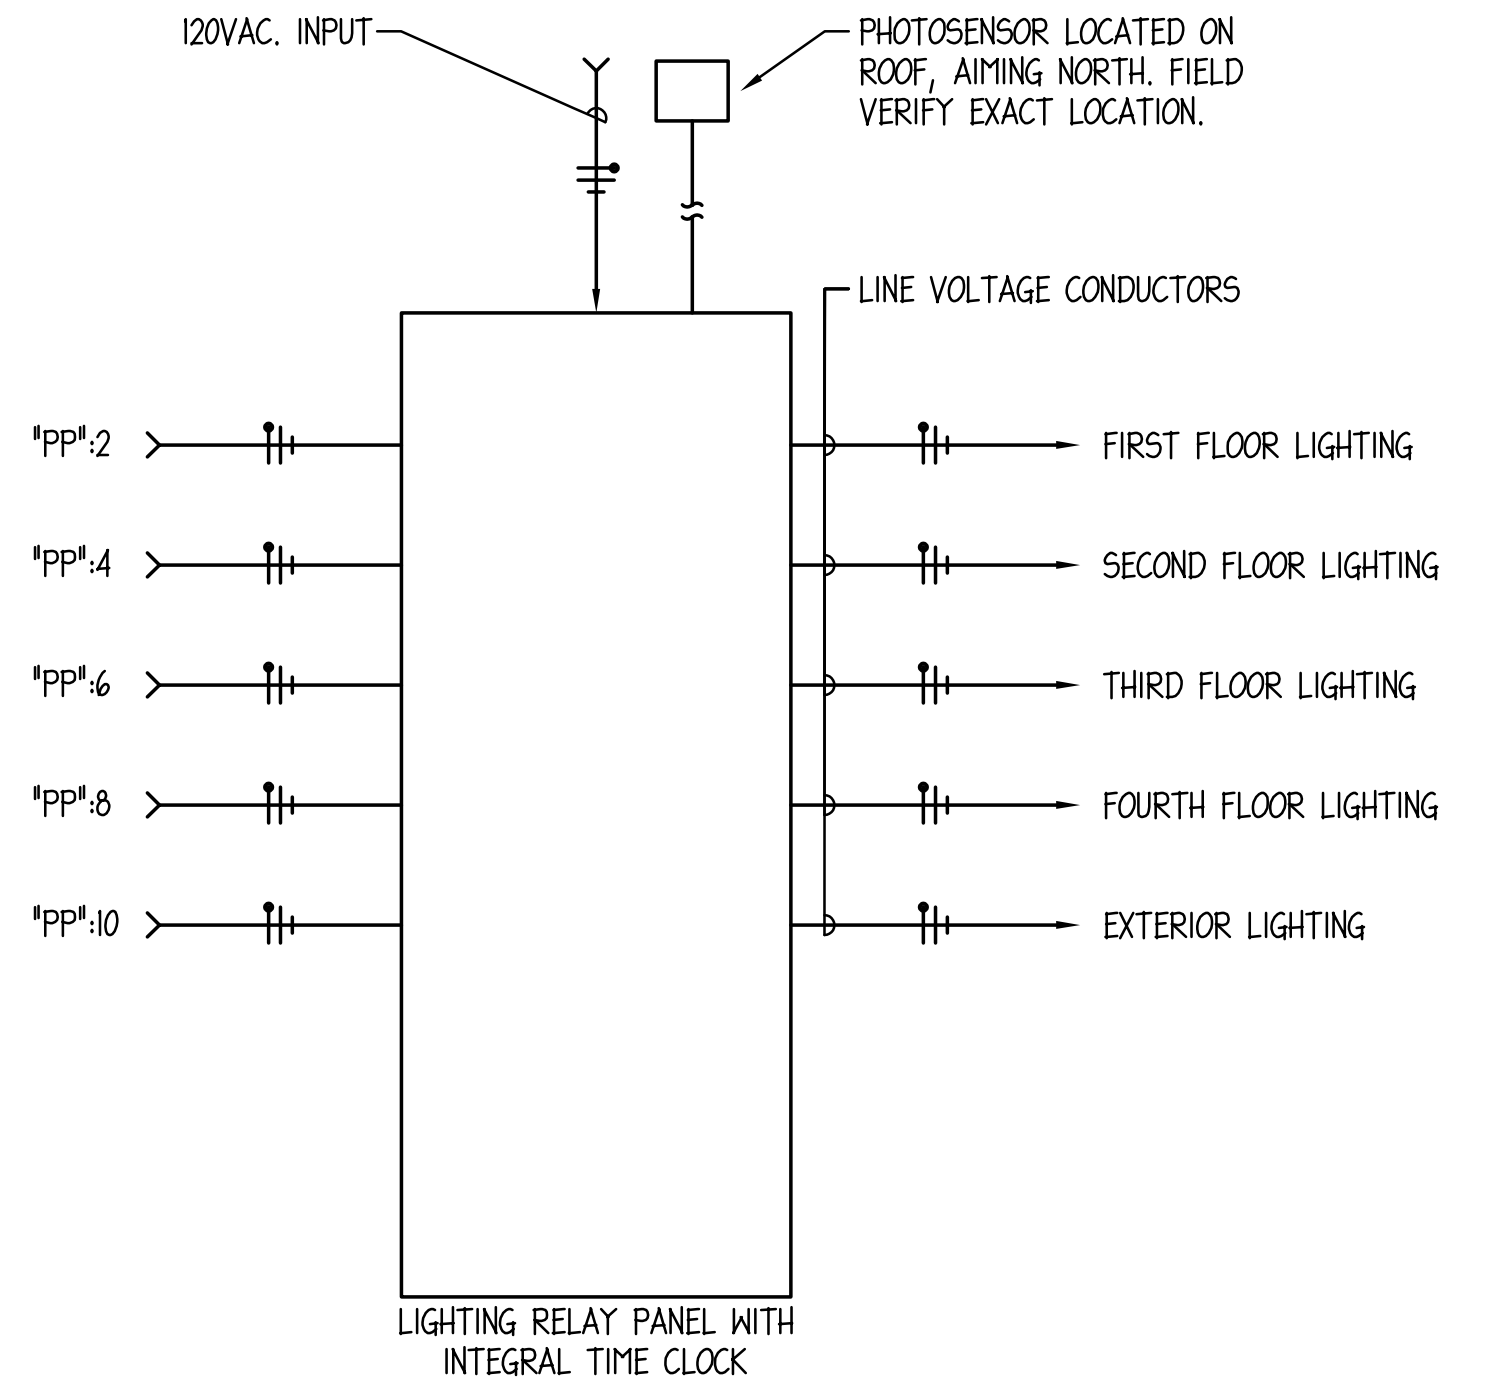 120VAC. INPUT
PHOTOSENSOR LOCATED ON
ROOF, AIMING NORTH. FIELD
VERIFY EXACT LOCATION.
LINE VOLTAGE CONDUCTORS
"PP":2
FIRST FLOOR LIGHTING
"PP":4
SECOND FLOOR LIGHTING
"PP":6
THIRD FLOOR LIGHTING
"PP":8
FOURTH FLOOR LIGHTING
"PP":10
EXTERIOR LIGHTING
LIGHTING RELAY PANEL WITH
INTEGRAL TIME CLOCK